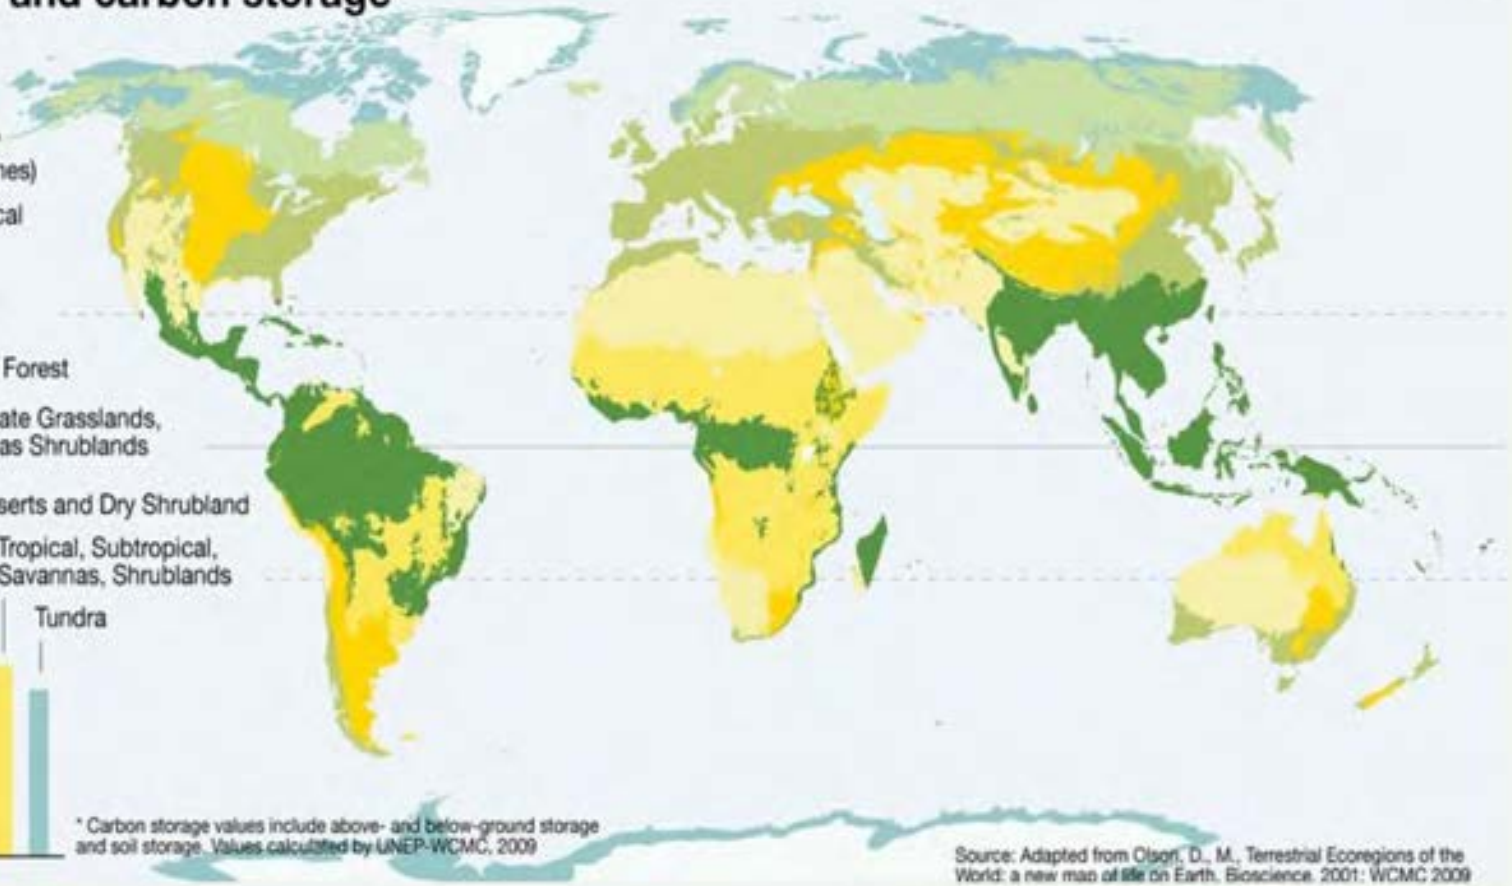 and carbon storage
nes)
cal
Forest
ate Grasslands,
as Shrublands
serts and Dry Shrubland
Tropical, Subtropical,
Savannas, Shrublands
Tundra
* Carbon storage values include above- and below-ground storage
and soil storage. Values calculated by UNEP-WCMC, 2009
Source: Adapted from Olson, D., M., Terrestrial Ecoregions of the
World: a new map of life on Earth. Bioscience. 2001; WCMC 2009